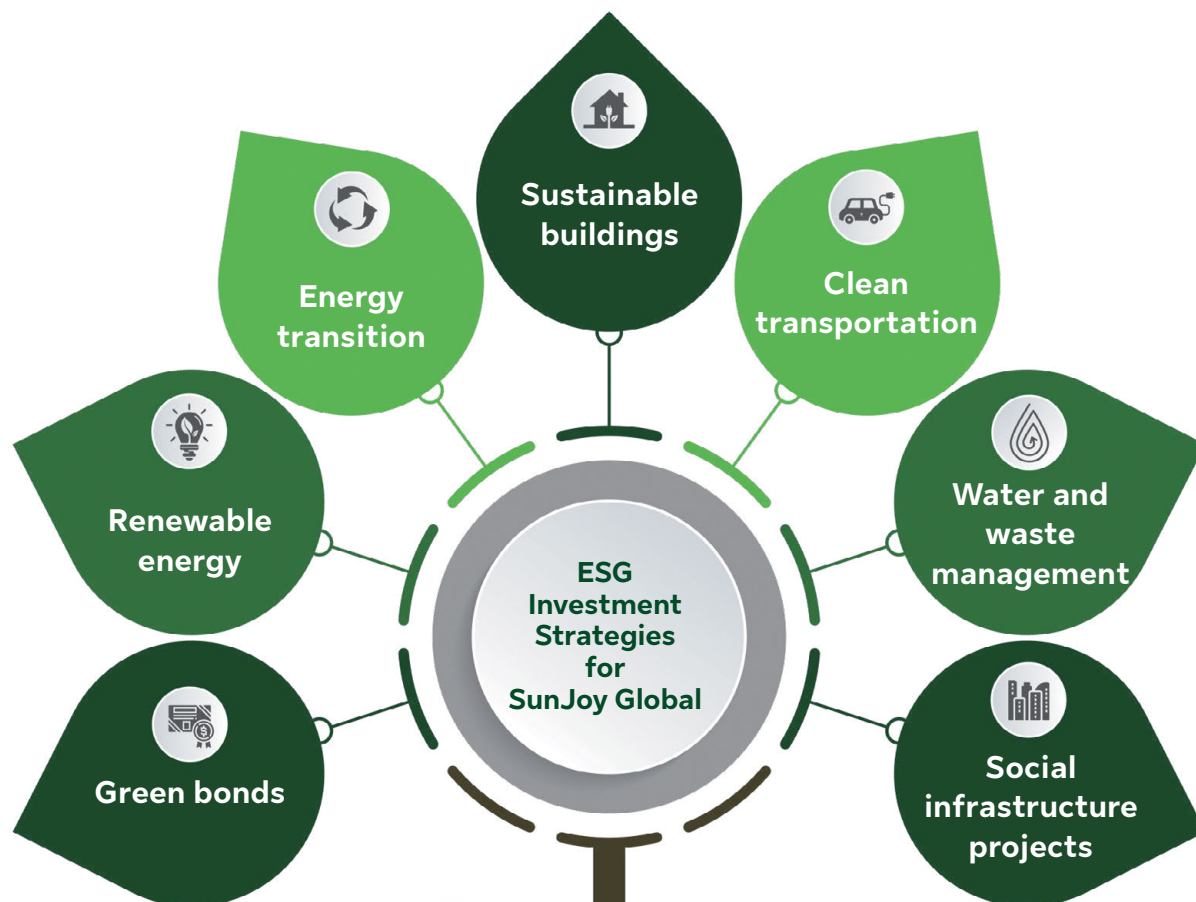 Sustainable
buildings
Energy
transition
Clean
transportation
Renewable
energy
Water and
waste
management
ESG
Investment
Strategies
for
SunJoy Global
Green bonds
Social
infrastructure
projects